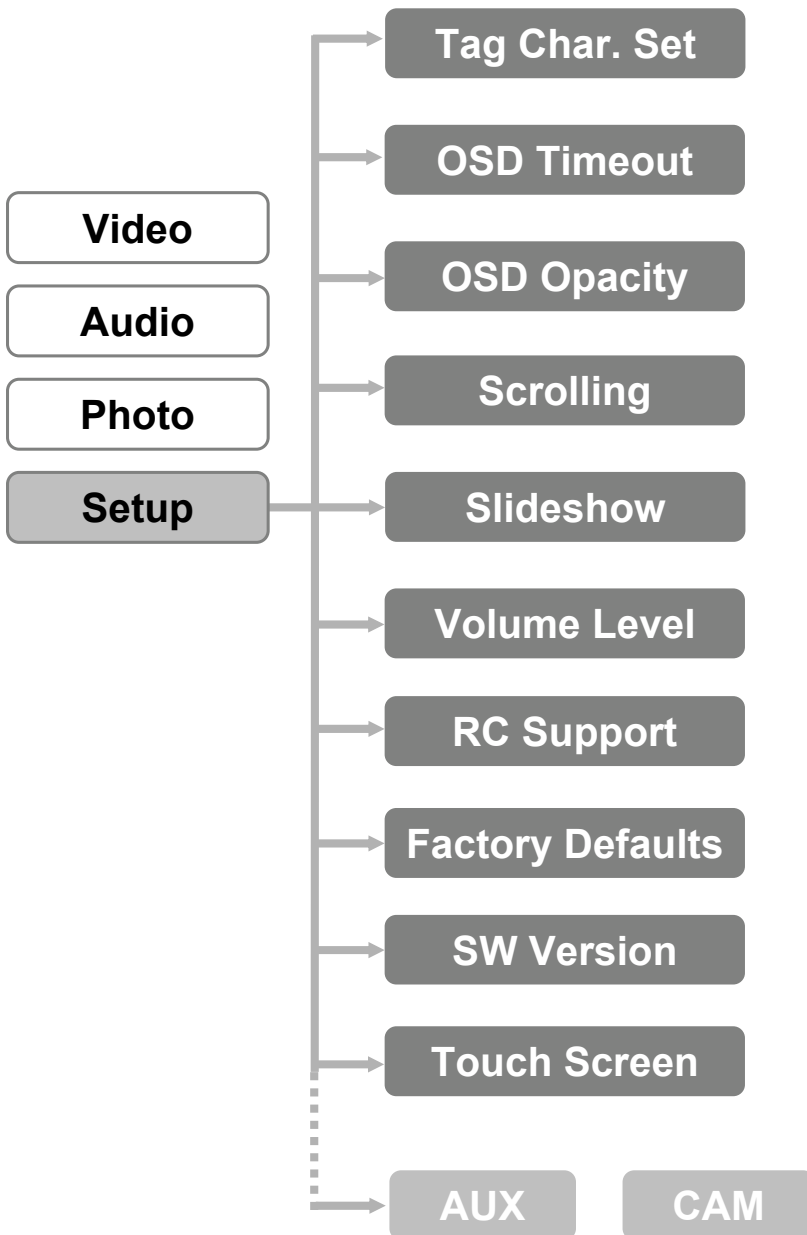 Video
Audio
Photo
Setup
Tag Char. Set
OSD Timeout
OSD Opacity
Scrolling
Slideshow
Volume Level
RC Support
Factory Defaults
SW Version
Touch Screen
AUX
CAM